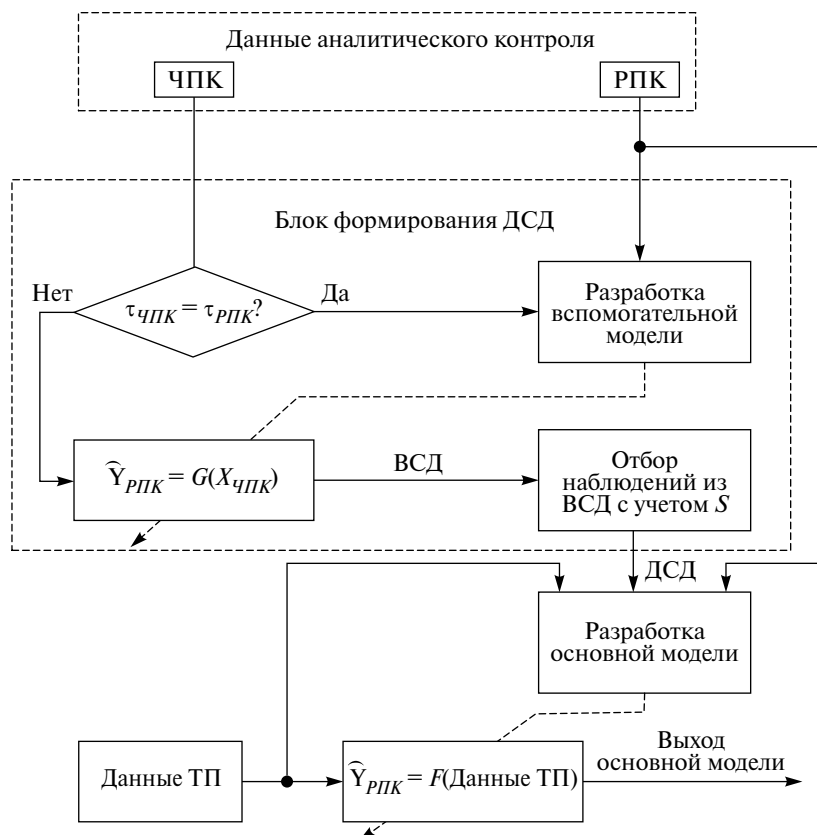 Данные аналитического контроля
ЧПК
РПК
Блок формирования ДСД
Нет
τЧПК = τРПК?
Да
Разработка
вспомогательной
модели
ŶРПК = G(XЧПК)
ВСД
Отбор
наблюдений из
ВСД с учетом S
ДСД
Разработка
основной модели
Данные ТП
ŶРПК = F(Данные ТП)
Выход
основной модели